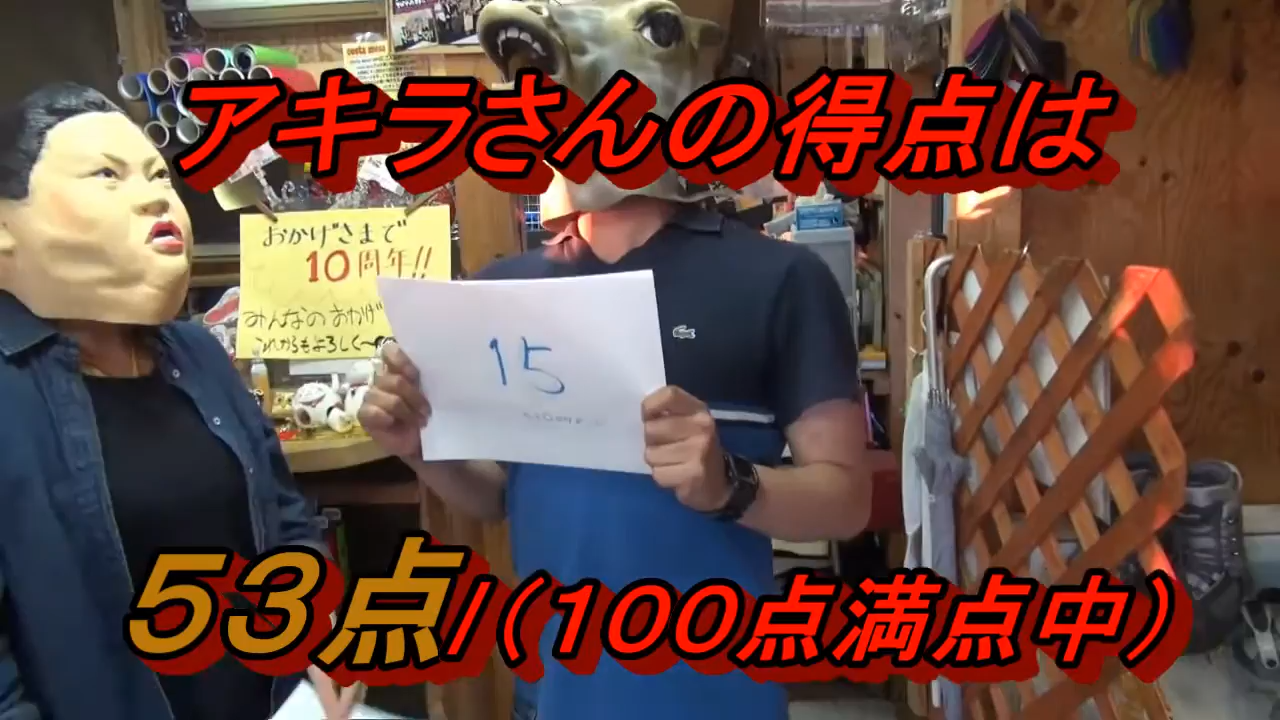 アキラさんの得点は
おかげさまで
10周年!!
みんなのおかげ
これからもよろしく〜
15
53点/(100点満点中)